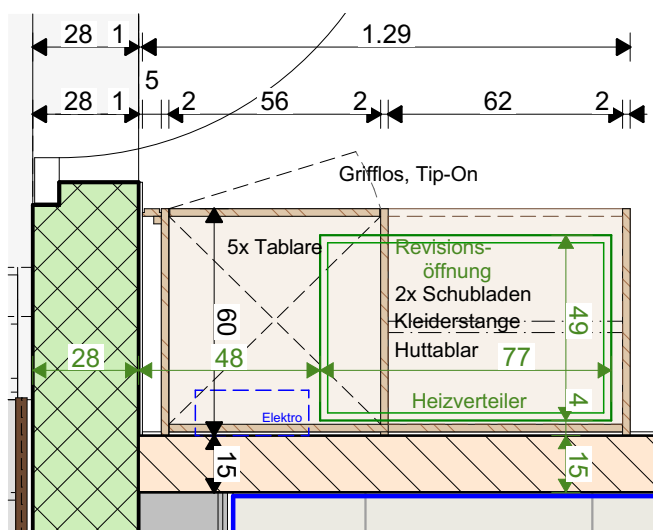 28 1 1.29
5
28 1 2 56 2 62 2
Grifflos, Tip-On
5x Tablare
Revisions-
öffnung
2x Schubladen
Kleiderstange
Huttablar
60
49
28 48 77
Heizverteiler
4
Elektro
15
15